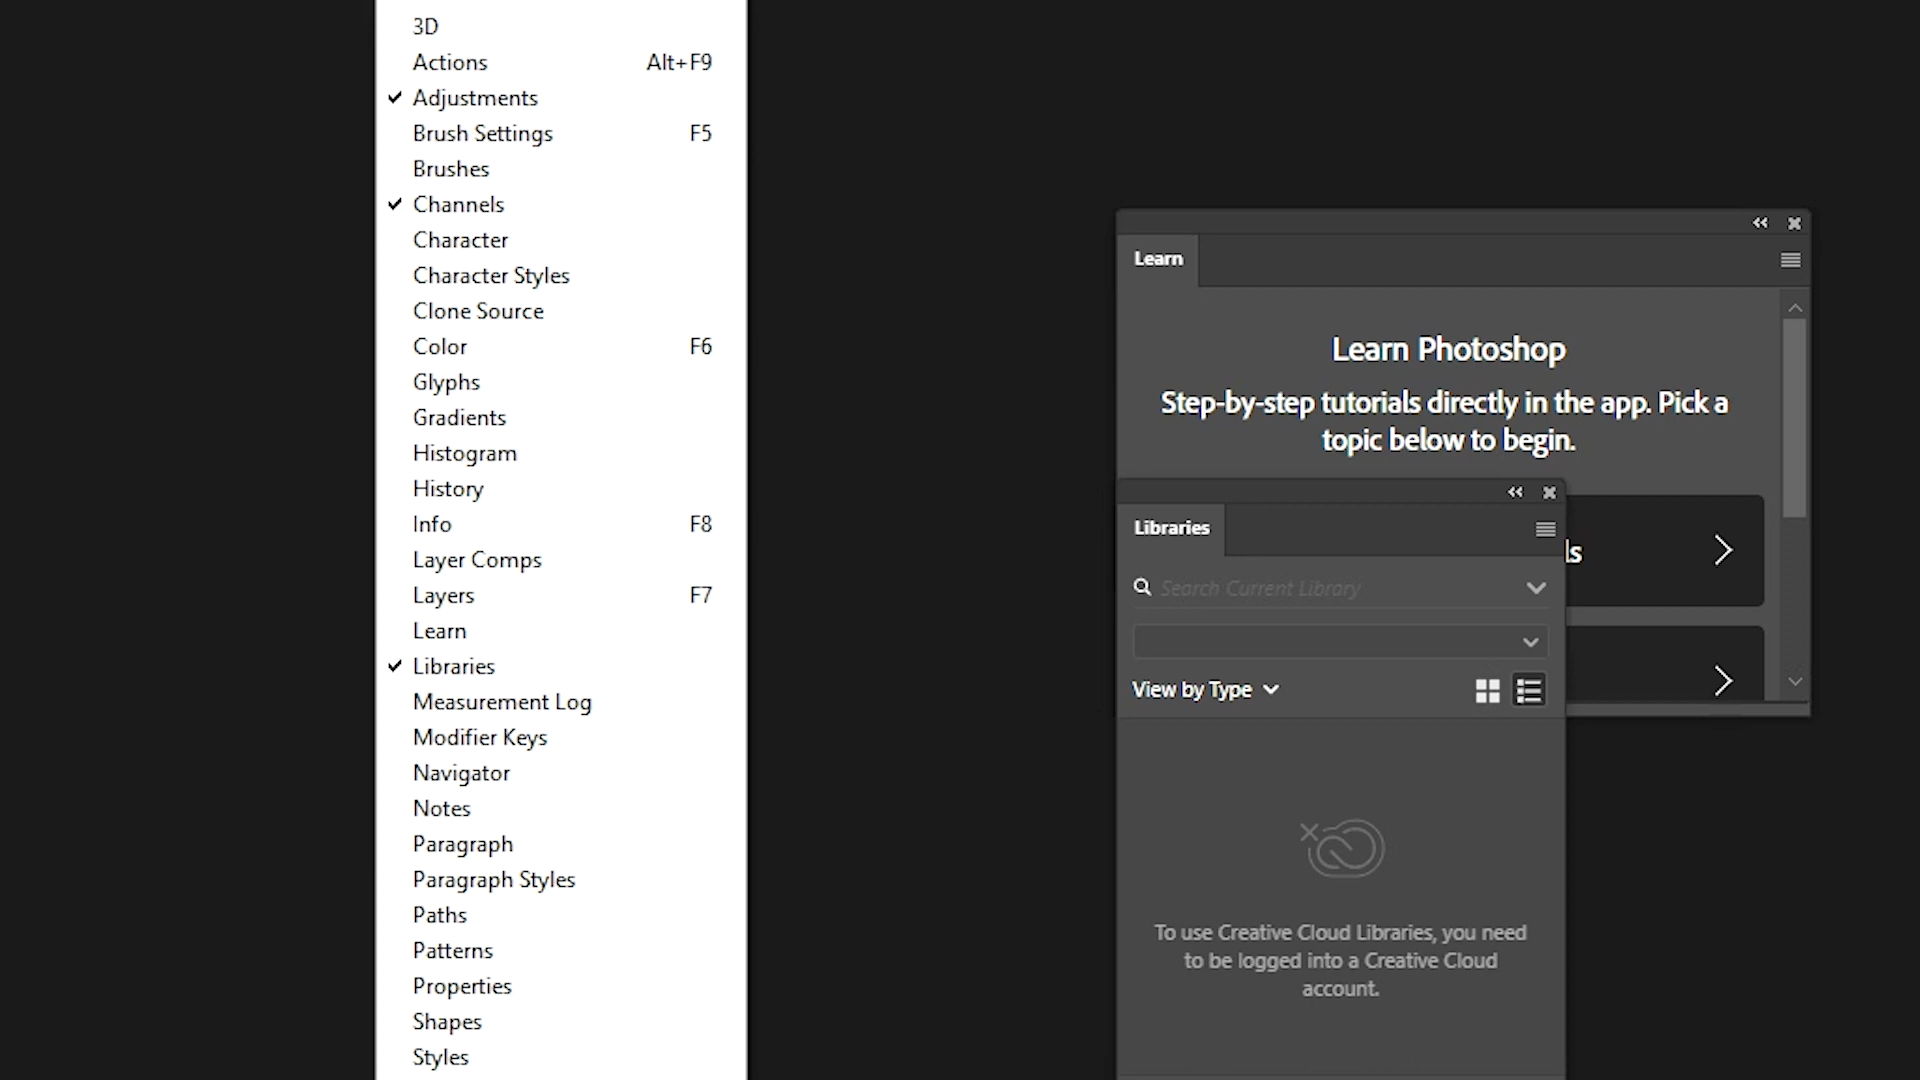 3D
Actions Alt+F9
Adjustments
Brush Settings F5
Brushes
Channels
Character
Character Styles
Clone Source
Color F6
Glyphs
Gradients
Histogram
History
Info F8
Layer Comps
Layers F7
Learn
Libraries
Measurement Log
Modifier Keys
Navigator
Notes
Paragraph
Paragraph Styles
Paths
Patterns
Properties
Shapes
Styles
Learn
Learn Photoshop
Step-by-step tutorials directly in the app. Pick a
topic below to begin.
Libraries
Search Current Library
View by Type
To use Creative Cloud Libraries, you need
to be logged into a Creative Cloud
account.